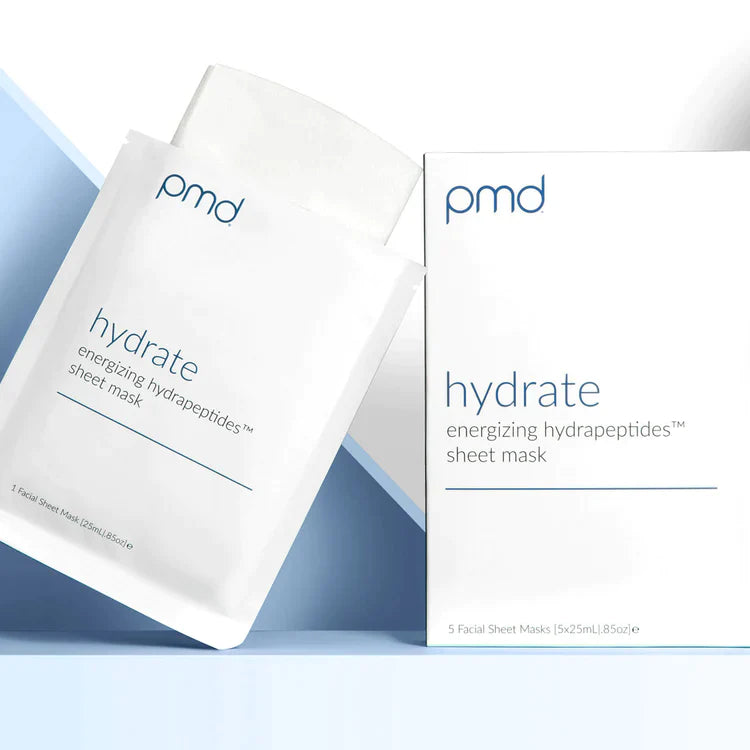 pmd
hydrate
energizing hydrapeptides™
sheet mask
1 Facial Sheet Mask [25mL|.85oz]℮
pmd
hydrate
energizing hydrapeptides™
sheet mask
5 Facial Sheet Masks [5x25mL|.85oz]℮